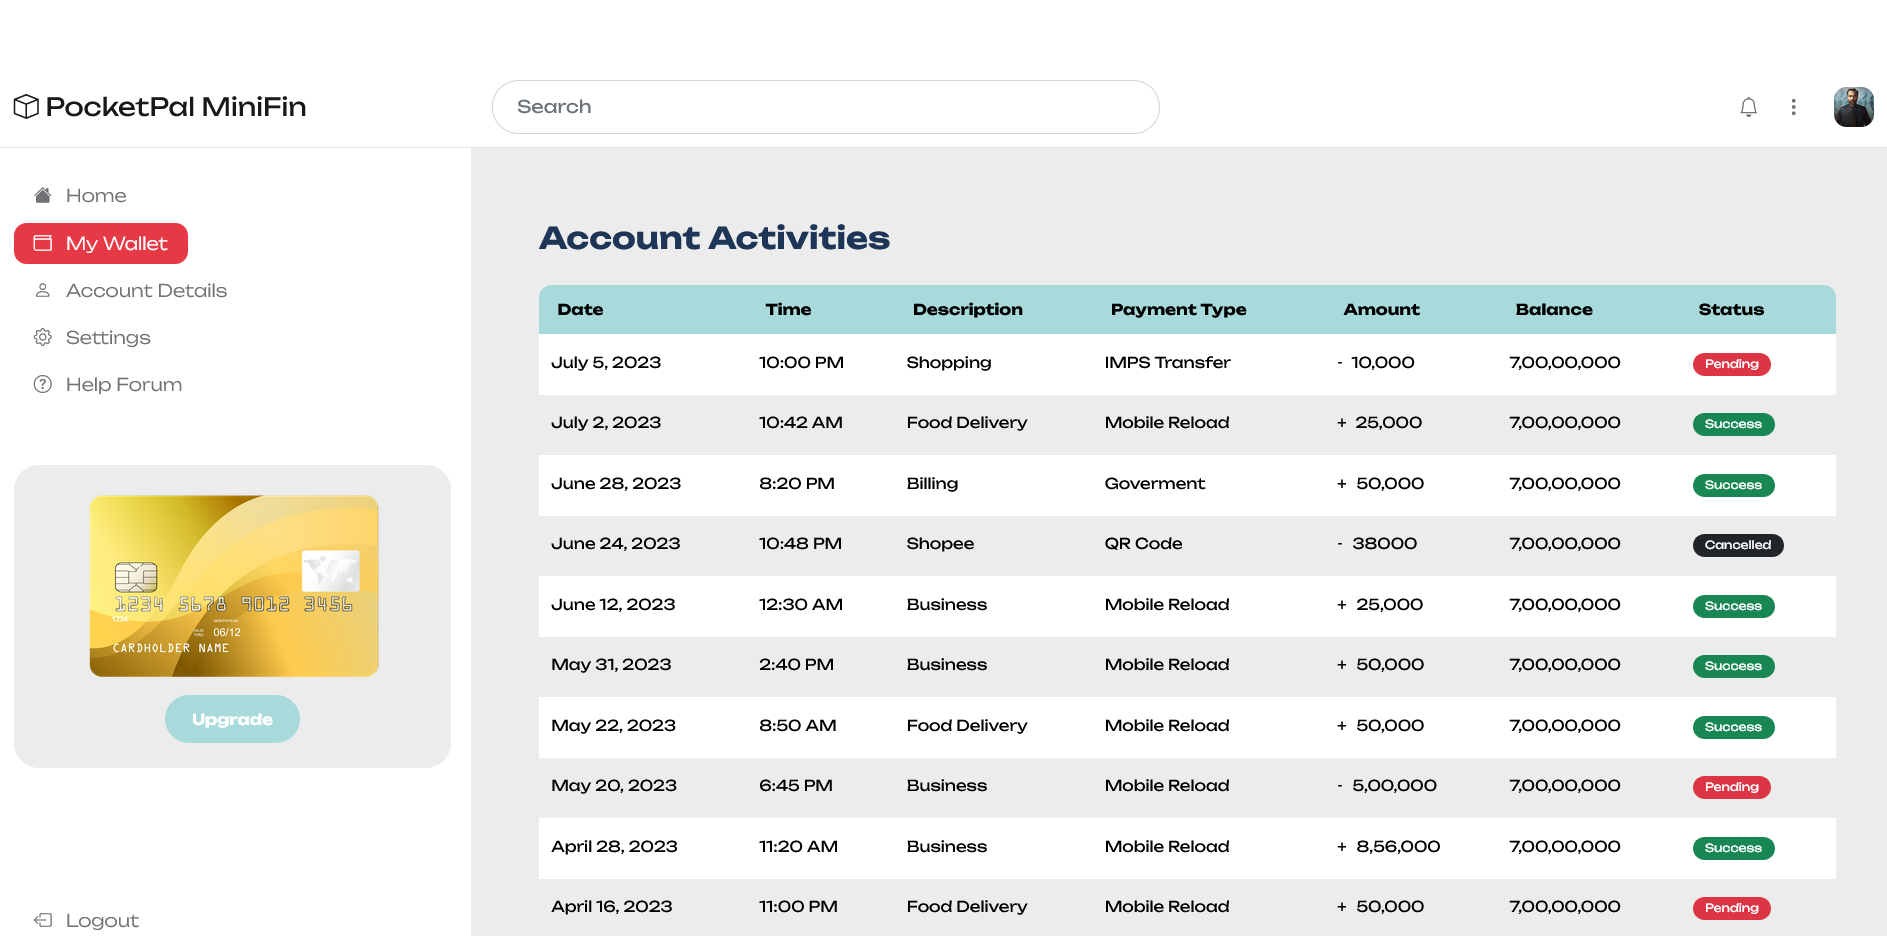 PocketPal MiniFin
Search
Home
My Wallet
Account Details
Settings
Help Forum
1234 5678 9012 3456
1234
MONTH/YEAR
VALID
THRU
06/12
CARDHOLDER NAME
Upgrade
Logout
Account Activities
Date Time Description Payment Type Amount Balance Status
July 5, 2023 10:00 PM Shopping IMPS Transfer - 10,000 7,00,00,000 Pending
July 2, 2023 10:42 AM Food Delivery Mobile Reload + 25,000 7,00,00,000 Success
June 28, 2023 8:20 PM Billing Goverment + 50,000 7,00,00,000 Success
June 24, 2023 10:48 PM Shopee QR Code - 38000 7,00,00,000 Cancelled
June 12, 2023 12:30 AM Business Mobile Reload + 25,000 7,00,00,000 Success
May 31, 2023 2:40 PM Business Mobile Reload + 50,000 7,00,00,000 Success
May 22, 2023 8:50 AM Food Delivery Mobile Reload + 50,000 7,00,00,000 Success
May 20, 2023 6:45 PM Business Mobile Reload - 5,00,000 7,00,00,000 Pending
April 28, 2023 11:20 AM Business Mobile Reload + 8,56,000 7,00,00,000 Success
April 16, 2023 11:00 PM Food Delivery Mobile Reload + 50,000 7,00,00,000 Pending